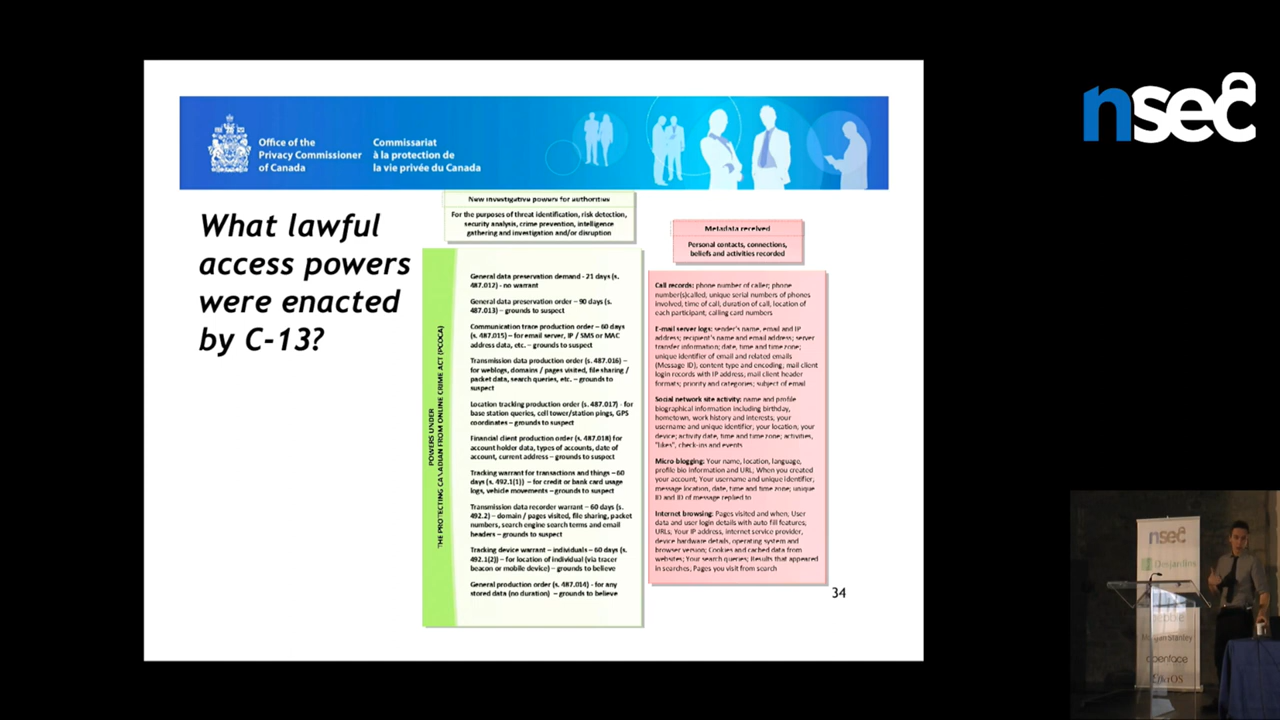 nsec
Office of the
Privacy Commissioner
of Canada
Commissariat
à la protection de
la vie privée du Canada
What lawful
access powers
were enacted
by C-13?
New investigative powers for authorities
For the purposes of threat identification, risk detection,
security analysis, crime prevention, intelligence
gathering and investigation and/or disruption
POWERS UNDER
THE PROTECTING CANADIAN FROM ONLINE CRIME ACT (PCOCA)
General data preservation demand - 21 days (s.
487.012) - no warrant
General data preservation order – 90 days (s.
487.013) – grounds to suspect
Communication trace production order – 60 days
(s. 487.015) – for email server, IP / SMS or MAC
address data, etc. – grounds to suspect
Transmission data production order (s. 487.016) –
for weblogs, domains / pages visited, file sharing /
packet data, search queries, etc. – grounds to
suspect
Location tracking production order (s. 487.017) - for
base station queries, cell tower/station pings, GPS
coordinates – grounds to suspect
Financial client production order (s. 487.018) for
account holder data, types of accounts, date of
account, current address – grounds to suspect
Tracking warrant for transactions and things – 60
days (s. 492.1(1)) – for credit or bank card usage
logs, vehicle movements – grounds to suspect
Transmission data recorder warrant – 60 days (s.
492.2) – domain / pages visited, file sharing, packet
numbers, search engine search terms and email
headers – grounds to suspect
Tracking device warrant – individuals – 60 days (s.
492.1(2)) – for location of individual (via tracer
beacon or mobile device) – grounds to believe
General production order (s. 487.014) - for any
stored data (no duration) – grounds to believe
Metadata received
Personal contacts, connections,
beliefs and activities recorded
Call records: phone number of caller; phone
number(s)called, unique serial numbers of phones
involved, time of call, duration of call, location of
each participant, calling card numbers
E-mail server logs: sender's name, email and IP
address; recipient's name and email address; server
transfer information; date, time and time zone;
unique identifier of email and related emails
(Message ID), content type and encoding, mail client
login records with IP address; mail client header
formats; priority and categories; subject of email
Social network site activity: name and profile
biographical information including birthday,
hometown, work history and interests, your
username and unique identifier, your location, your
device; activity date, time and time zone; activities,
"likes", check-ins and events
Micro-blogging: Your name, location, language,
profile bio information and URL; When you created
your account; Your username and unique identifier;
message location, date, time and time zone; unique
ID and ID of message replied to
Internet browsing: Pages visited and when, User
data and user login details with auto fill features,
URLs, Your IP address, internet service provider,
device hardware details, operating system and
browser version; Cookies and cached data from
websites; Your search queries; Results that appeared
in searches, Pages you visit from search
34
nsec
Desjardins
Morgan Stanley